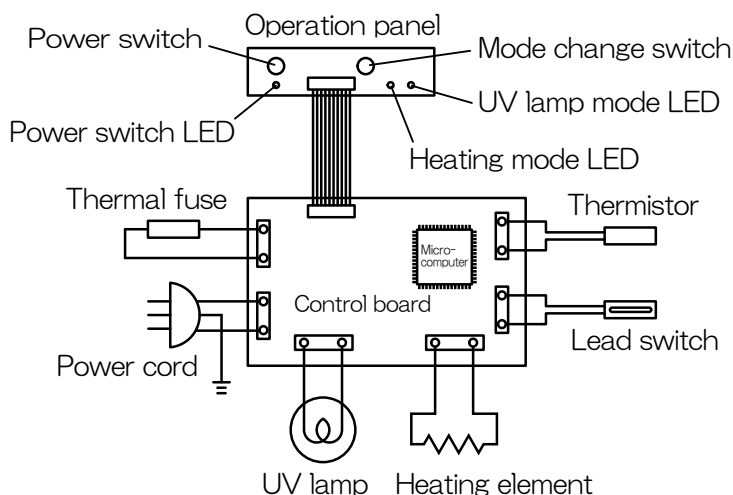 Operation panel
Power switch
Mode change switch
UV lamp mode LED
Power switch LED
Heating mode LED
Thermal fuse
Thermistor
Micro-
computer
Control board
Lead switch
Power cord
UV lamp
Heating element